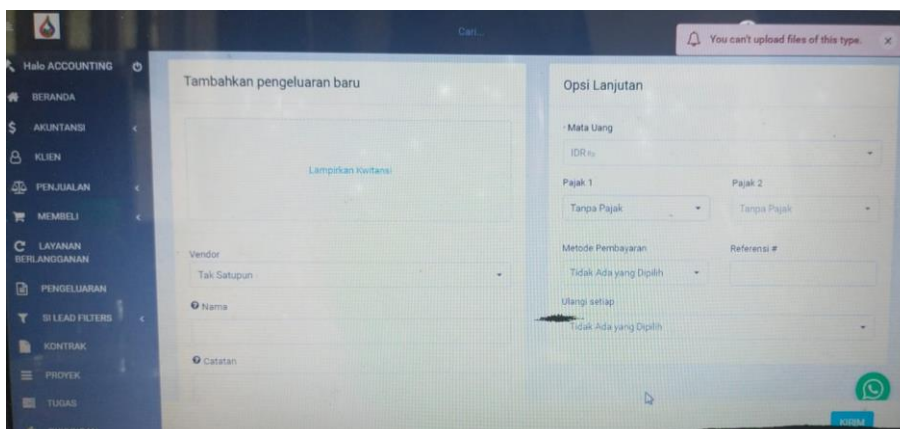 Cari...
You can't upload files of this type. ×
Halo ACCOUNTING
BERANDA
AKUNTANSI
KLIEN
PENJUALAN
MEMBELI
LAYANAN
BERLANGGANAN
PENGELUARAN
SI LEAD FILTERS
KONTRAK
PROYEK
TUGAS
Tambahkan pengeluaran baru
Lampirkan Kwitansi
Vendor
Tak Satupun
Nama
Catatan
Opsi Lanjutan
Mata Uang
IDR Rp
Pajak 1
Pajak 2
Tanpa Pajak
Tanpa Pajak
Metode Pembayaran
Referensi #
Tidak Ada yang Dipilih
Ulangi setiap
Tidak Ada yang Dipilih
KIRIM